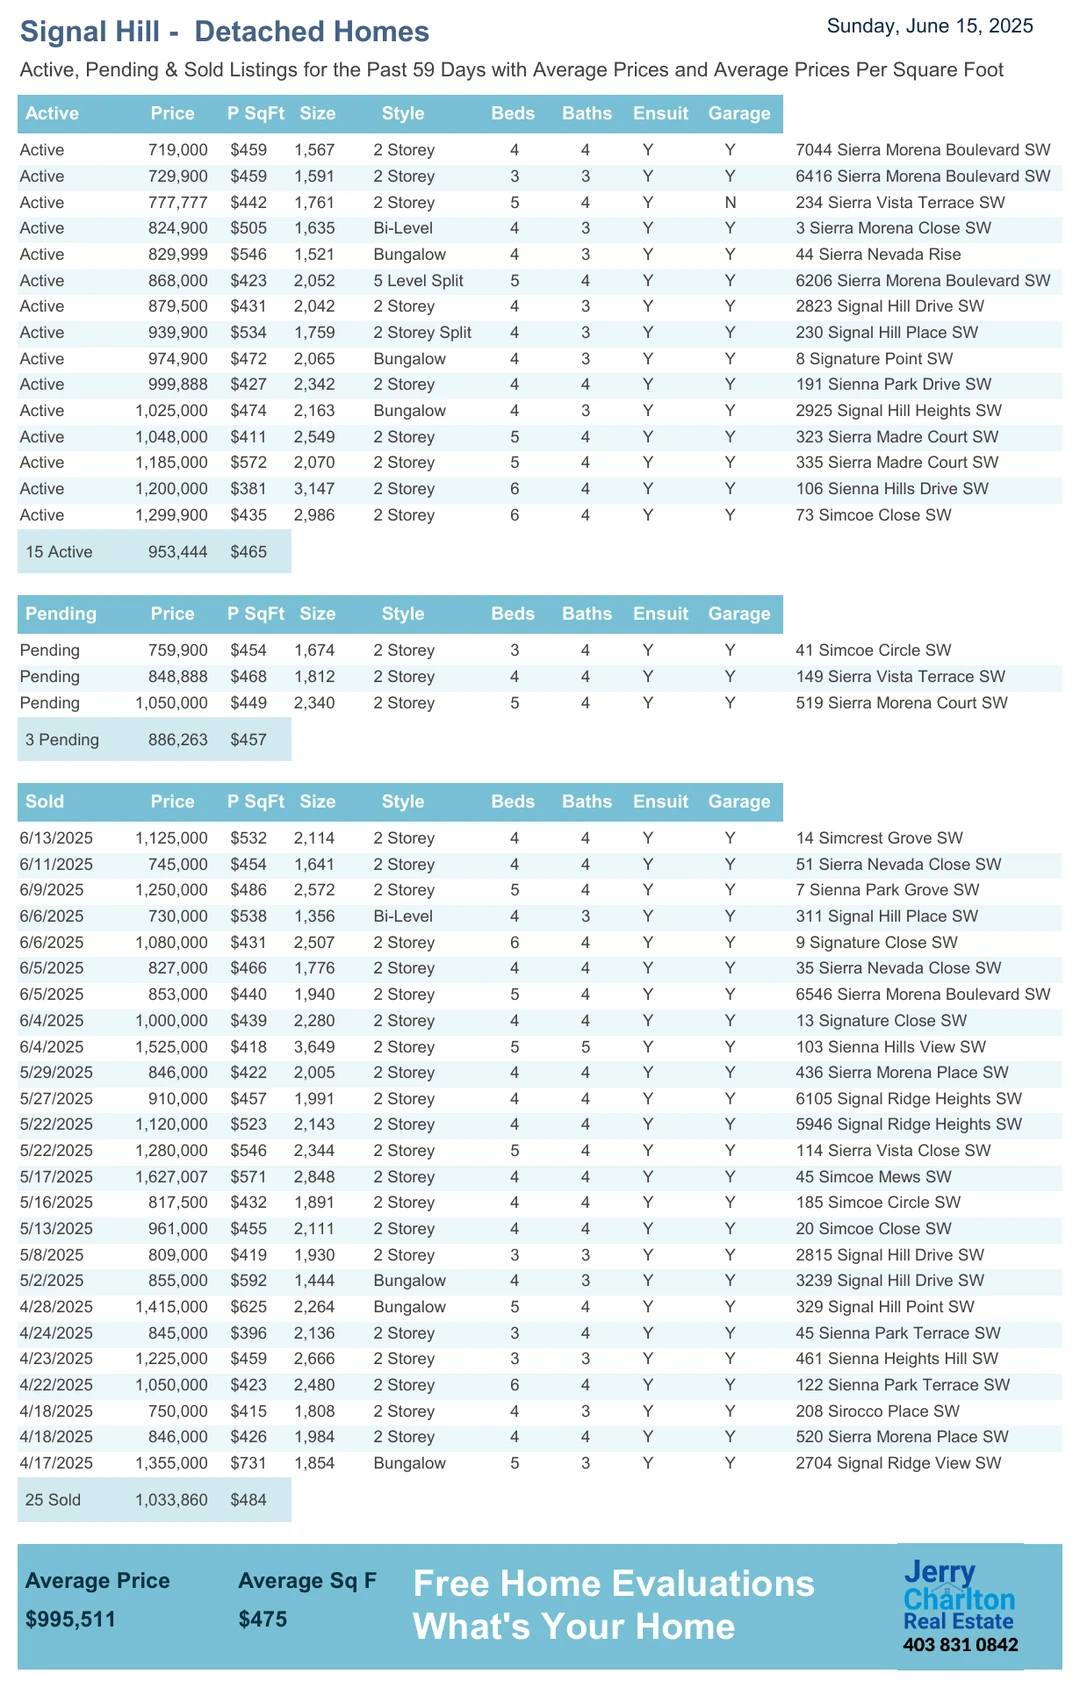 Signal Hill -  Detached Homes
Sunday, June 15, 2025
Active, Pending & Sold Listings for the Past 59 Days with Average Prices and Average Prices Per Square Foot
Active Price P SqFt Size Style Beds Baths Ensuit Garage
Active 719,000 $459 1,567 2 Storey 4 4 Y Y 7044 Sierra Morena Boulevard SW
Active 729,900 $459 1,591 2 Storey 3 3 Y Y 6416 Sierra Morena Boulevard SW
Active 777,777 $442 1,761 2 Storey 5 4 Y N 234 Sierra Vista Terrace SW
Active 824,900 $505 1,635 Bi-Level 4 3 Y Y 3 Sierra Morena Close SW
Active 829,999 $546 1,521 Bungalow 4 3 Y Y 44 Sierra Nevada Rise
Active 868,000 $423 2,052 5 Level Split 5 4 Y Y 6206 Sierra Morena Boulevard SW
Active 879,500 $431 2,042 2 Storey 4 3 Y Y 2823 Signal Hill Drive SW
Active 939,900 $534 1,759 2 Storey Split 4 3 Y Y 230 Signal Hill Place SW
Active 974,900 $472 2,065 Bungalow 4 3 Y Y 8 Signature Point SW
Active 999,888 $427 2,342 2 Storey 4 4 Y Y 191 Sienna Park Drive SW
Active 1,025,000 $474 2,163 Bungalow 4 3 Y Y 2925 Signal Hill Heights SW
Active 1,048,000 $411 2,549 2 Storey 5 4 Y Y 323 Sierra Madre Court SW
Active 1,185,000 $572 2,070 2 Storey 5 4 Y Y 335 Sierra Madre Court SW
Active 1,200,000 $381 3,147 2 Storey 6 4 Y Y 106 Sienna Hills Drive SW
Active 1,299,900 $435 2,986 2 Storey 6 4 Y Y 73 Simcoe Close SW
15 Active 953,444 $465
Pending Price P SqFt Size Style Beds Baths Ensuit Garage
Pending 759,900 $454 1,674 2 Storey 3 4 Y Y 41 Simcoe Circle SW
Pending 848,888 $468 1,812 2 Storey 4 4 Y Y 149 Sierra Vista Terrace SW
Pending 1,050,000 $449 2,340 2 Storey 5 4 Y Y 519 Sierra Morena Court SW
3 Pending 886,263 $457
Sold Price P SqFt Size Style Beds Baths Ensuit Garage
6/13/2025 1,125,000 $532 2,114 2 Storey 4 4 Y Y 14 Simcrest Grove SW
6/11/2025 745,000 $454 1,641 2 Storey 4 4 Y Y 51 Sierra Nevada Close SW
6/9/2025 1,250,000 $486 2,572 2 Storey 5 4 Y Y 7 Sienna Park Grove SW
6/6/2025 730,000 $538 1,356 Bi-Level 4 3 Y Y 311 Signal Hill Place SW
6/6/2025 1,080,000 $431 2,507 2 Storey 6 4 Y Y 9 Signature Close SW
6/5/2025 827,000 $466 1,776 2 Storey 4 4 Y Y 35 Sierra Nevada Close SW
6/5/2025 853,000 $440 1,940 2 Storey 5 4 Y Y 6546 Sierra Morena Boulevard SW
6/4/2025 1,000,000 $439 2,280 2 Storey 4 4 Y Y 13 Signature Close SW
6/4/2025 1,525,000 $418 3,649 2 Storey 5 5 Y Y 103 Sienna Hills View SW
5/29/2025 846,000 $422 2,005 2 Storey 4 4 Y Y 436 Sierra Morena Place SW
5/27/2025 910,000 $457 1,991 2 Storey 4 4 Y Y 6105 Signal Ridge Heights SW
5/22/2025 1,120,000 $523 2,143 2 Storey 4 4 Y Y 5946 Signal Ridge Heights SW
5/22/2025 1,280,000 $546 2,344 2 Storey 5 4 Y Y 114 Sierra Vista Close SW
5/17/2025 1,627,007 $571 2,848 2 Storey 4 4 Y Y 45 Simcoe Mews SW
5/16/2025 817,500 $432 1,891 2 Storey 4 4 Y Y 185 Simcoe Circle SW
5/13/2025 961,000 $455 2,111 2 Storey 4 4 Y Y 20 Simcoe Close SW
5/8/2025 809,000 $419 1,930 2 Storey 3 3 Y Y 2815 Signal Hill Drive SW
5/2/2025 855,000 $592 1,444 Bungalow 4 3 Y Y 3239 Signal Hill Drive SW
4/28/2025 1,415,000 $625 2,264 Bungalow 5 4 Y Y 329 Signal Hill Point SW
4/24/2025 845,000 $396 2,136 2 Storey 3 4 Y Y 45 Sienna Park Terrace SW
4/23/2025 1,225,000 $459 2,666 2 Storey 3 3 Y Y 461 Sienna Heights Hill SW
4/22/2025 1,050,000 $423 2,480 2 Storey 6 4 Y Y 122 Sienna Park Terrace SW
4/18/2025 750,000 $415 1,808 2 Storey 4 3 Y Y 208 Sirocco Place SW
4/18/2025 846,000 $426 1,984 2 Storey 4 4 Y Y 520 Sierra Morena Place SW
4/17/2025 1,355,000 $731 1,854 Bungalow 5 3 Y Y 2704 Signal Ridge View SW
25 Sold 1,033,860 $484
Average Price Average Sq F
$995,511 $475
Free Home Evaluations
What's Your Home
Jerry
Charlton
Real Estate
403 831 0842